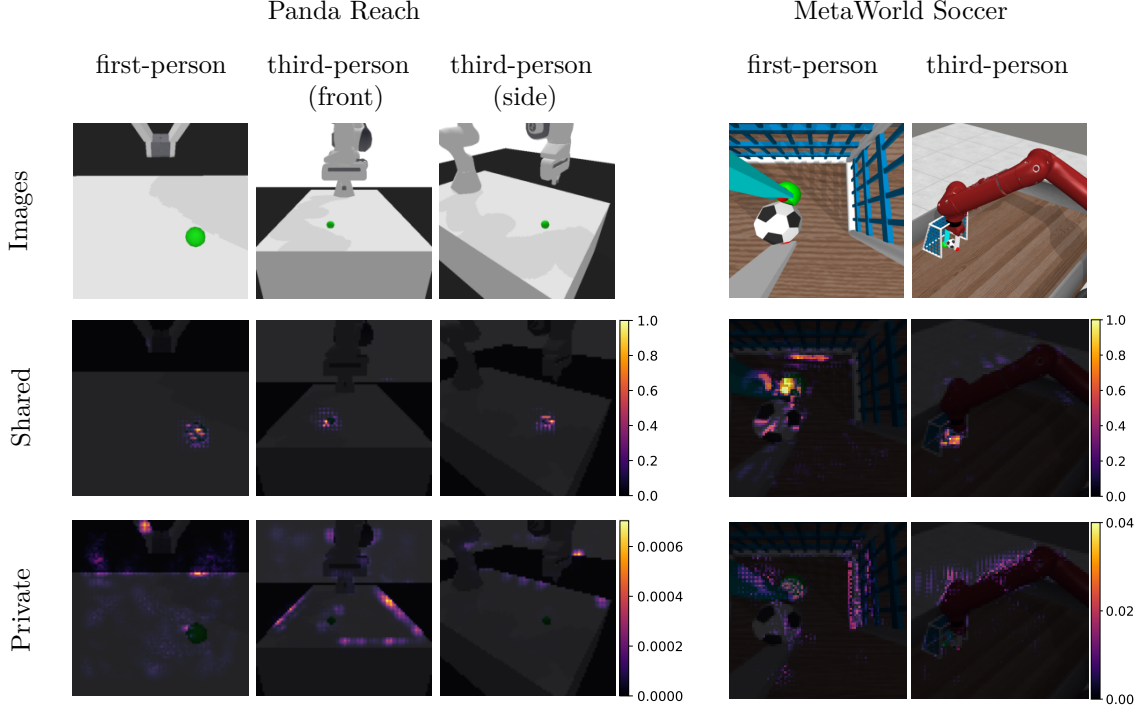 Panda Reach
MetaWorld Soccer
first-person
third-person
(front)
third-person
(side)
first-person
third-person
Images
Shared
1.0
0.8
0.6
0.4
0.2
0.0
1.0
0.8
0.6
0.4
0.2
0.0
Private
0.0006
0.0004
0.0002
0.0000
0.04
0.02
0.00